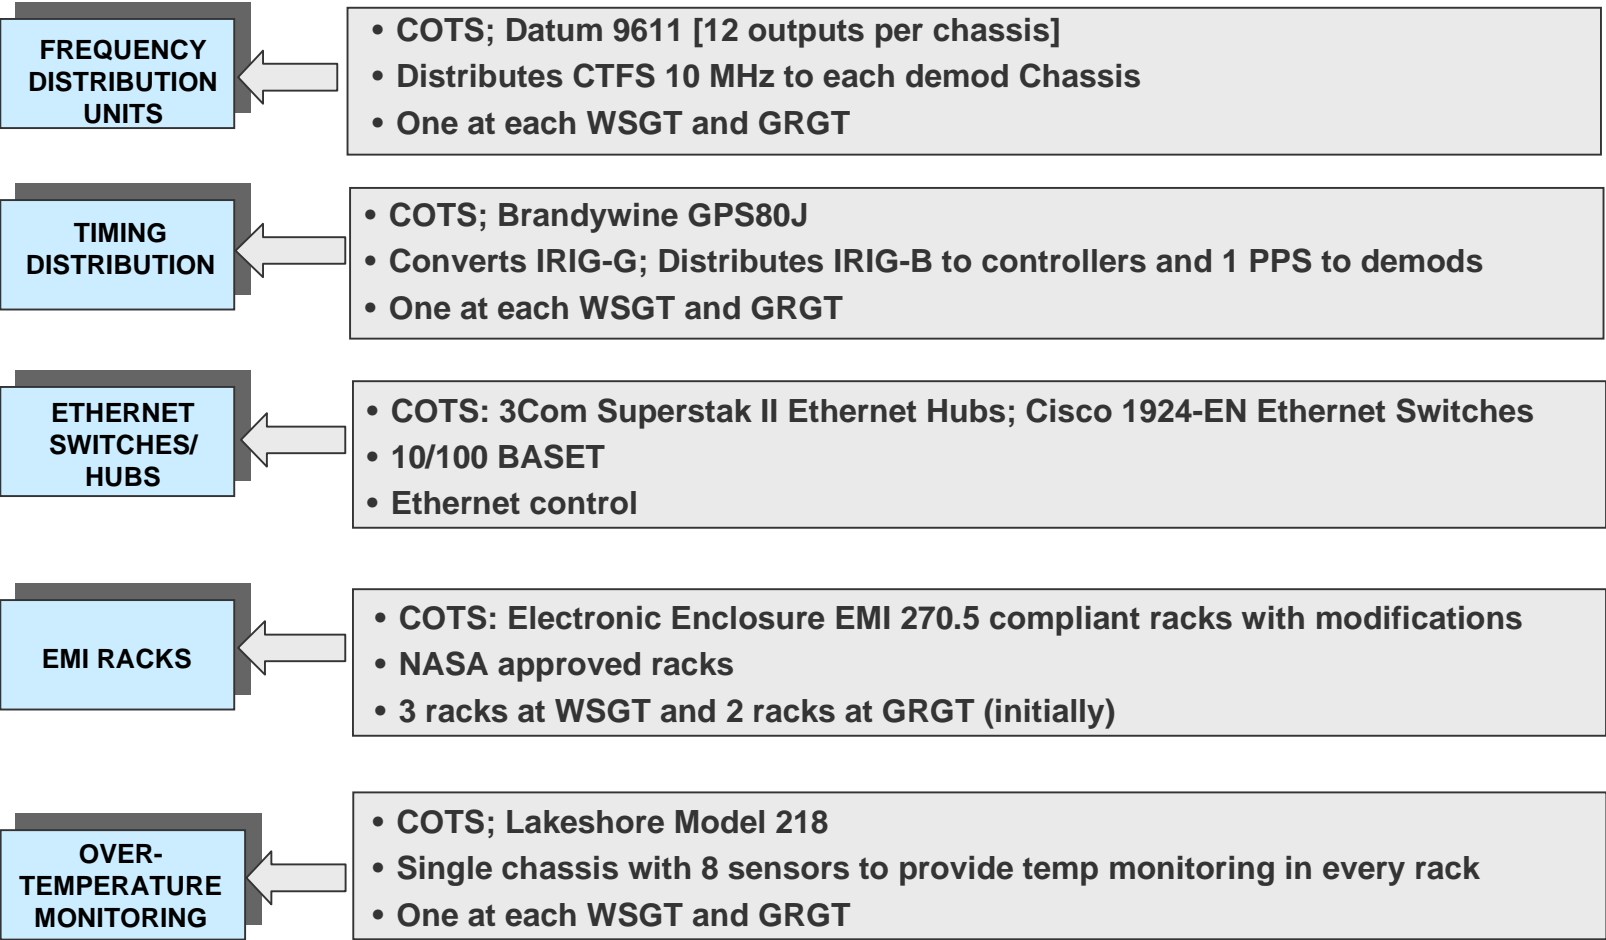 FREQUENCY
DISTRIBUTION
UNITS
• COTS; Datum 9611 [12 outputs per chassis]
• Distributes CTFS 10 MHz to each demod Chassis
• One at each WSGT and GRGT
TIMING
DISTRIBUTION
• COTS; Brandywine GPS80J
• Converts IRIG-G; Distributes IRIG-B to controllers and 1 PPS to demods
• One at each WSGT and GRGT
ETHERNET
SWITCHES/
HUBS
• COTS: 3Com Superstak II Ethernet Hubs; Cisco 1924-EN Ethernet Switches
• 10/100 BASET
• Ethernet control
EMI RACKS
• COTS: Electronic Enclosure EMI 270.5 compliant racks with modifications
• NASA approved racks
• 3 racks at WSGT and 2 racks at GRGT (initially)
OVER-
TEMPERATURE
MONITORING
• COTS; Lakeshore Model 218
• Single chassis with 8 sensors to provide temp monitoring in every rack
• One at each WSGT and GRGT